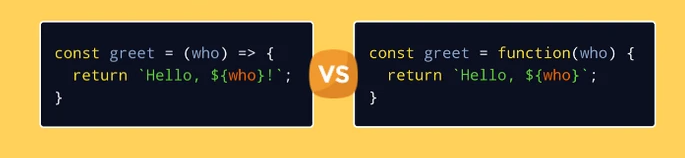 const greet = (who) => {
  return `Hello, ${who}!`;
}
VS
const greet = function(who) {
  return `Hello, ${who}`;
}